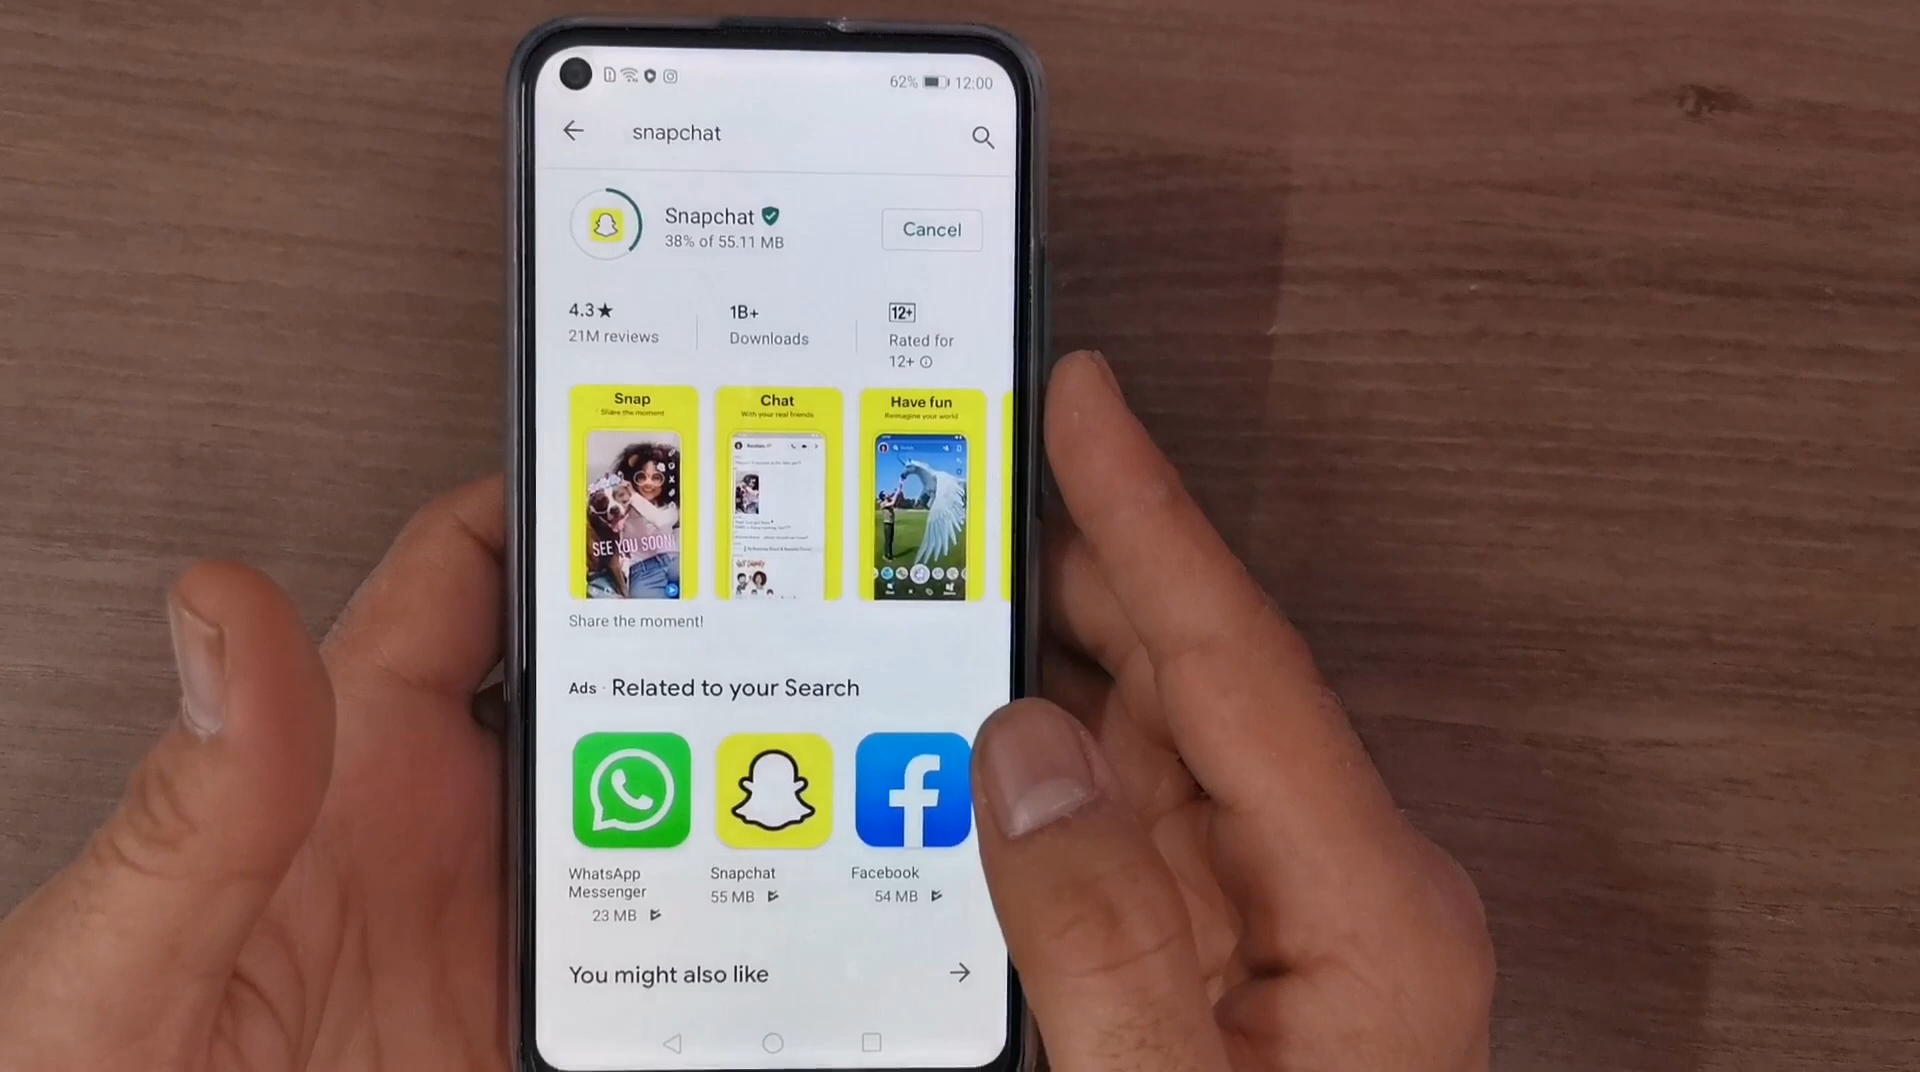 62% 12:00
snapchat
Snapchat
38% of 55.11 MB
Cancel
4.3★
21M reviews
1B+
Downloads
12+
Rated for
12+
Snap
Share the moment
SEE YOU SOON!
Chat
With your real friends
Have fun
Reimagine your world
Share the moment!
Ads · Related to your Search
WhatsApp
Messenger
23 MB
Snapchat
55 MB
Facebook
54 MB
You might also like